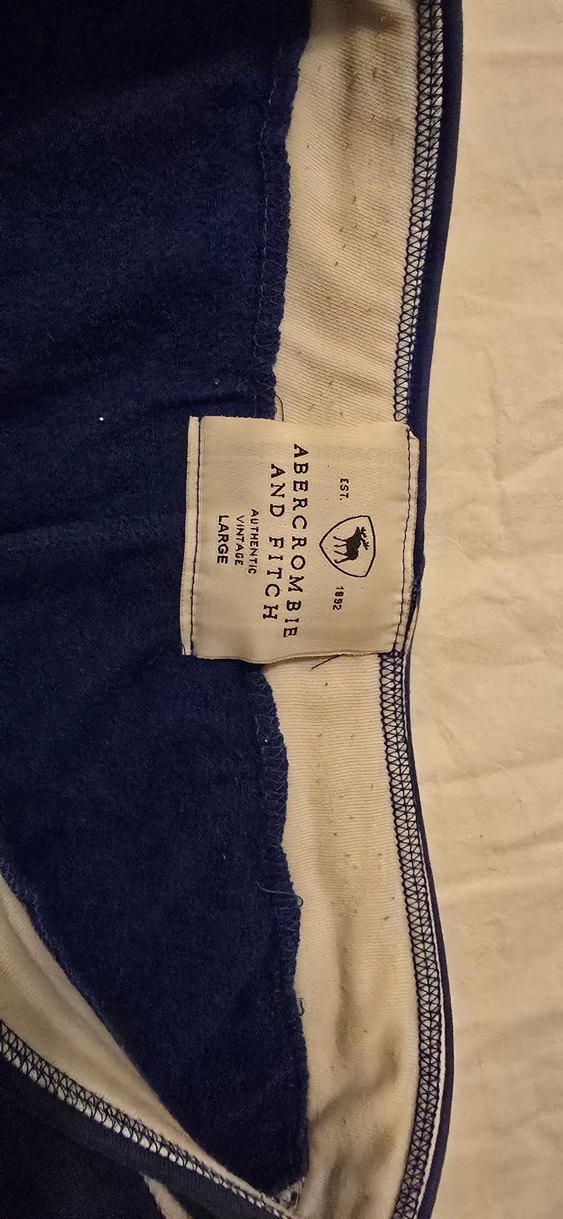 EST. 1892
ABERCROMBIE
AND FITCH
AUTHENTIC
VINTAGE
LARGE